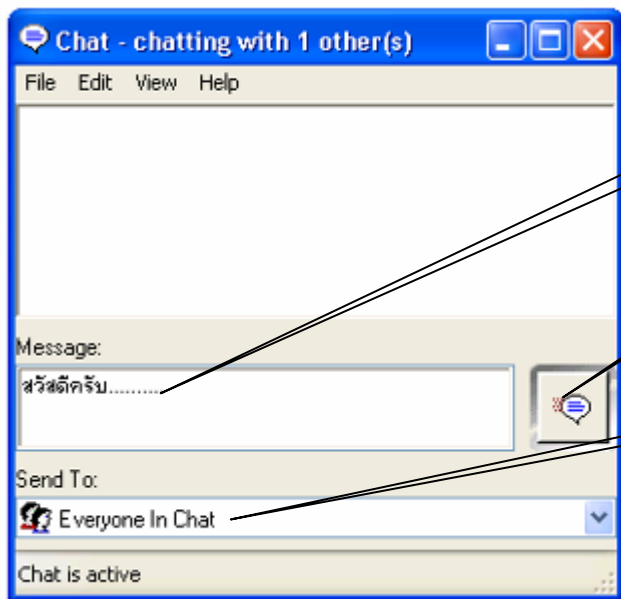 Chat - chatting with 1 other(s)
File Edit View Help
Message:
สวัสดีครับ..........
Send To:
Everyone In Chat
Chat is active